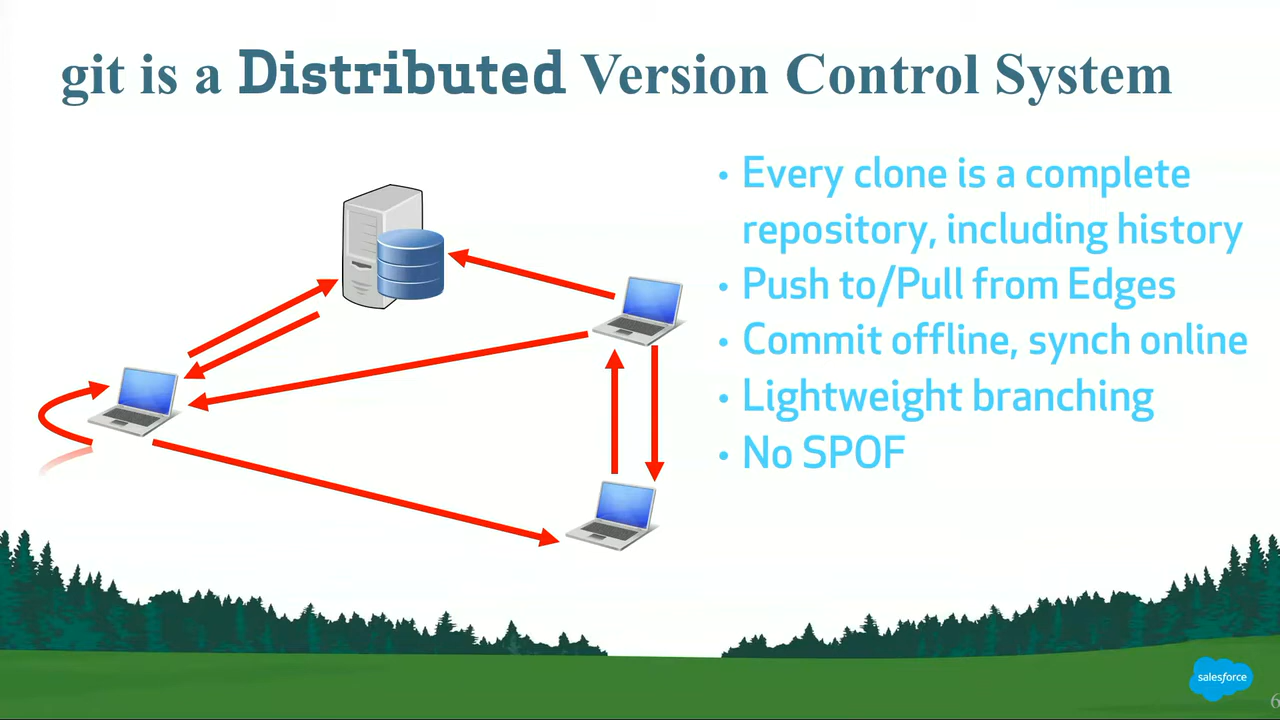 git is a Distributed Version Control System
• Every clone is a complete
repository, including history
• Push to/Pull from Edges
• Commit offline, synch online
• Lightweight branching
• No SPOF
salesforce
6